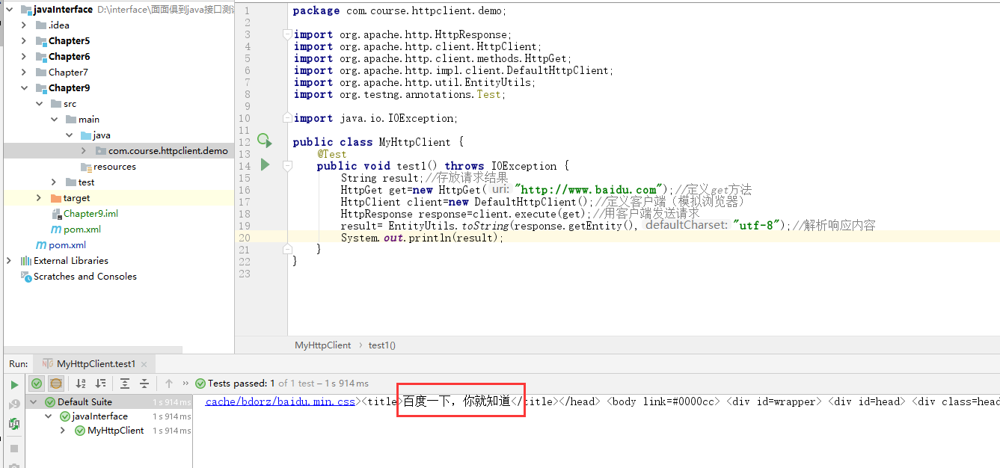 javaInterface D:\interface\面面俱到java接口测试
.idea
Chapter5
Chapter6
Chapter7
Chapter9
src
main
java
com.course.httpclient.demo
resources
test
target
Chapter9.iml
pom.xml
pom.xml
External Libraries
Scratches and Consoles
1 package com.course.httpclient.demo;
2
3 import org.apache.http.HttpResponse;
4 import org.apache.http.client.HttpClient;
5 import org.apache.http.client.methods.HttpGet;
6 import org.apache.http.impl.client.DefaultHttpClient;
7 import org.apache.http.util.EntityUtils;
8 import org.testng.annotations.Test;
9
10 import java.io.IOException;
11
12 public class MyHttpClient {
13 @Test
14 public void test1() throws IOException {
15 String result;//存放请求结果
16 HttpGet get=new HttpGet( uri: "http://www.baidu.com");//定义get方法
17 HttpClient client=new DefaultHttpClient();//定义客户端（模拟浏览器）
18 HttpResponse response=client.execute(get);//用客户端发送请求
19 result= EntityUtils.toString(response.getEntity(), defaultCharset: "utf-8");//解析响应内容
20 System.out.println(result);
21 }
22 }
23
MyHttpClient › test1()
Run: MyHttpClient.test1 ×
» Tests passed: 1 of 1 test – 1 s 914 ms
Default Suite 1 s 914 ms
javaInterface 1 s 914 ms
MyHttpClient 1 s 914 ms
cache/bdorz/baidu.min.css><title>百度一下，你就知道</title></head> <body link=#0000cc> <div id=wrapper> <div id=head> <div class=head